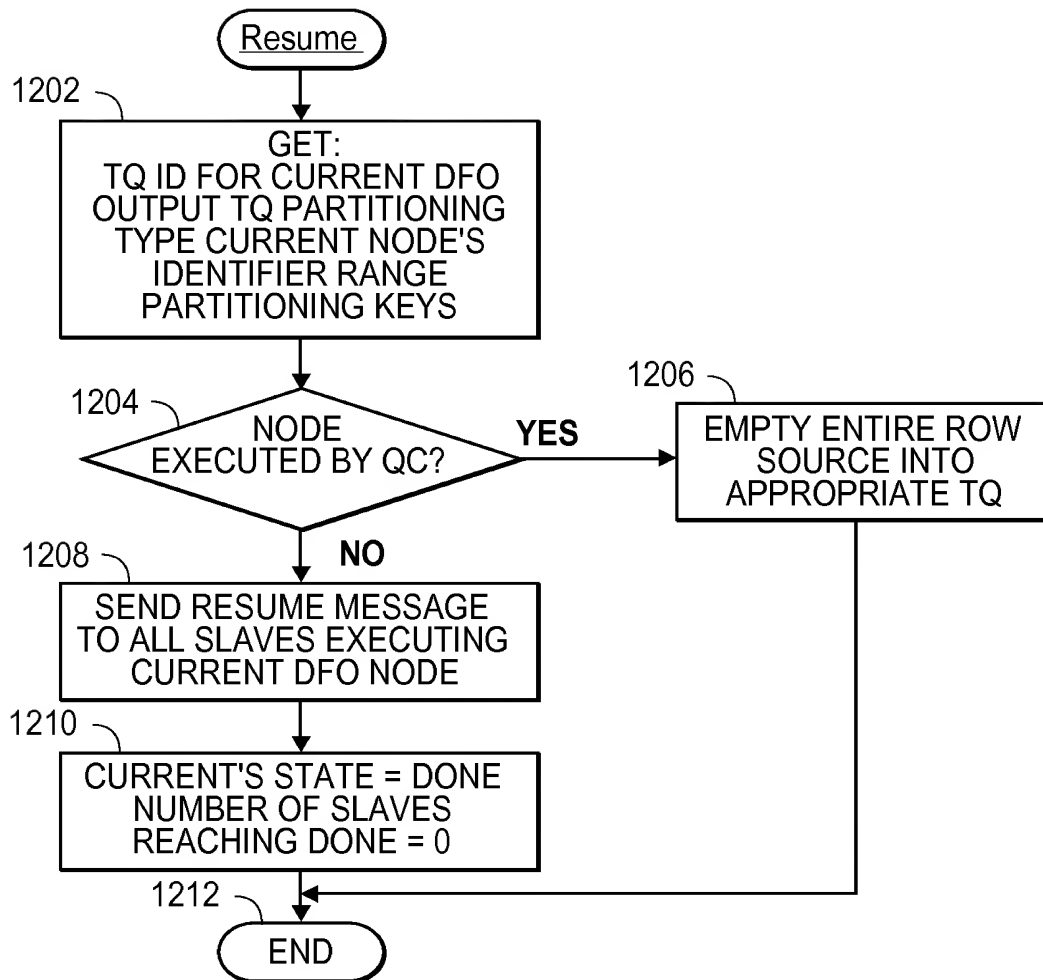 Resume
1202
GET:
TQ ID FOR CURRENT DFO
OUTPUT TQ PARTITIONING
TYPE CURRENT NODE'S
IDENTIFIER RANGE
PARTITIONING KEYS
1204
NODE
EXECUTED BY QC?
YES
1206
EMPTY ENTIRE ROW
SOURCE INTO
APPROPRIATE TQ
NO
1208
SEND RESUME MESSAGE
TO ALL SLAVES EXECUTING
CURRENT DFO NODE
1210
CURRENT'S STATE = DONE
NUMBER OF SLAVES
REACHING DONE = 0
1212
END